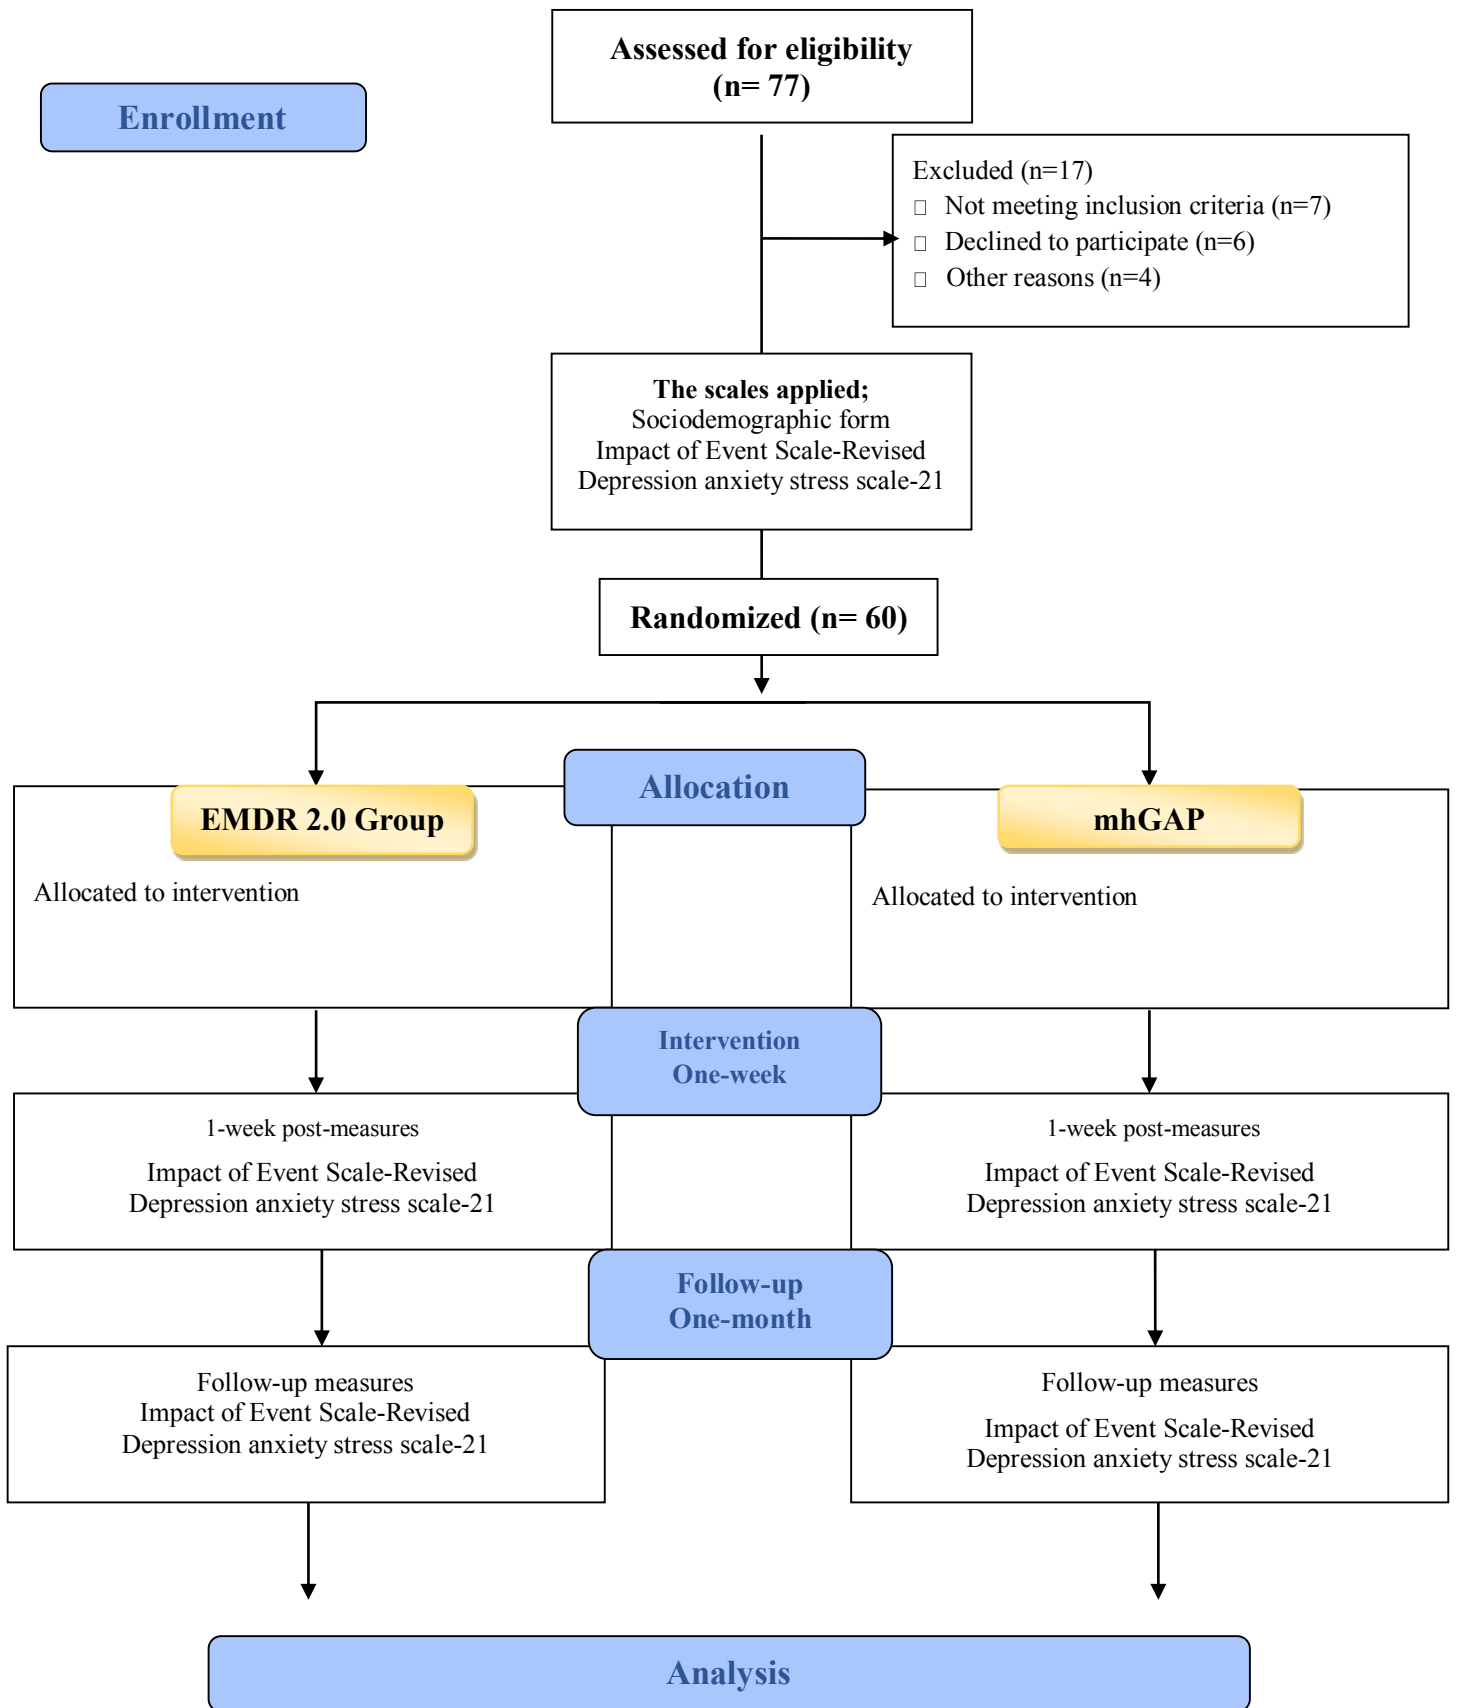 Assessed for eligibility
(n= 77)
Enrollment
Excluded (n=17)
Not meeting inclusion criteria (n=7)
Declined to participate (n=6)
Other reasons (n=4)
The scales applied;
Sociodemographic form
Impact of Event Scale-Revised
Depression anxiety stress scale-21
Randomized (n= 60)
Allocation
EMDR 2.0 Group
Allocated to intervention
mhGAP
Allocated to intervention
Intervention
One-week
1-week post-measures
Impact of Event Scale-Revised
Depression anxiety stress scale-21
1-week post-measures
Impact of Event Scale-Revised
Depression anxiety stress scale-21
Follow-up
One-month
Follow-up measures
Impact of Event Scale-Revised
Depression anxiety stress scale-21
Follow-up measures
Impact of Event Scale-Revised
Depression anxiety stress scale-21
Analysis